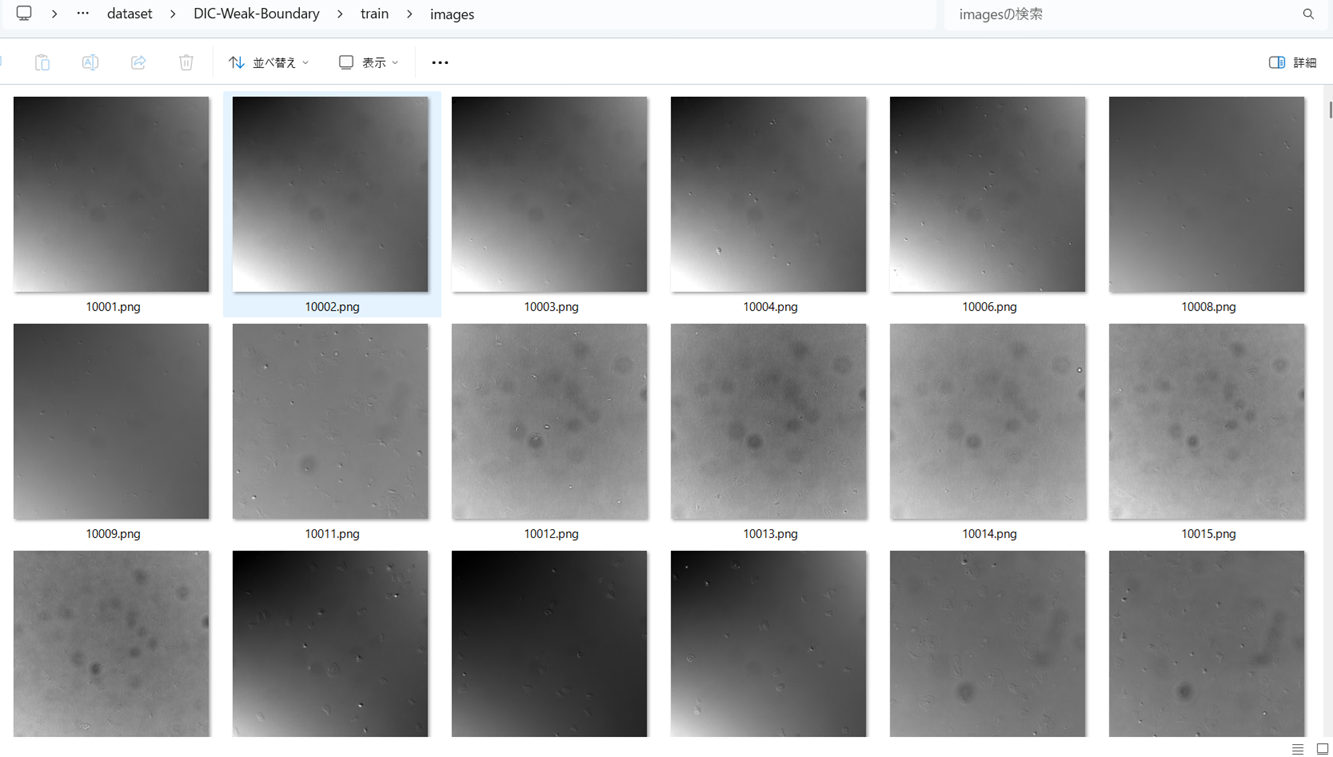 dataset DIC-Weak-Boundary train images imagesの検索
並べ替え 表示 詳細
10001.png 10002.png 10003.png 10004.png 10006.png 10008.png
10009.png 10011.png 10012.png 10013.png 10014.png 10015.png